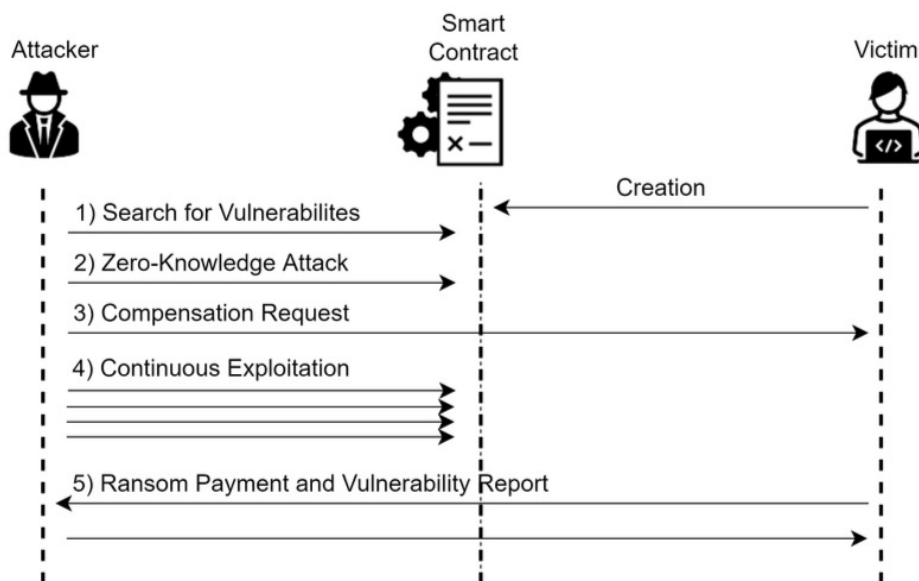 Attacker
Smart
Contract
Victim
Creation
1) Search for Vulnerabilites
2) Zero-Knowledge Attack
3) Compensation Request
4) Continuous Exploitation
5) Ransom Payment and Vulnerability Report